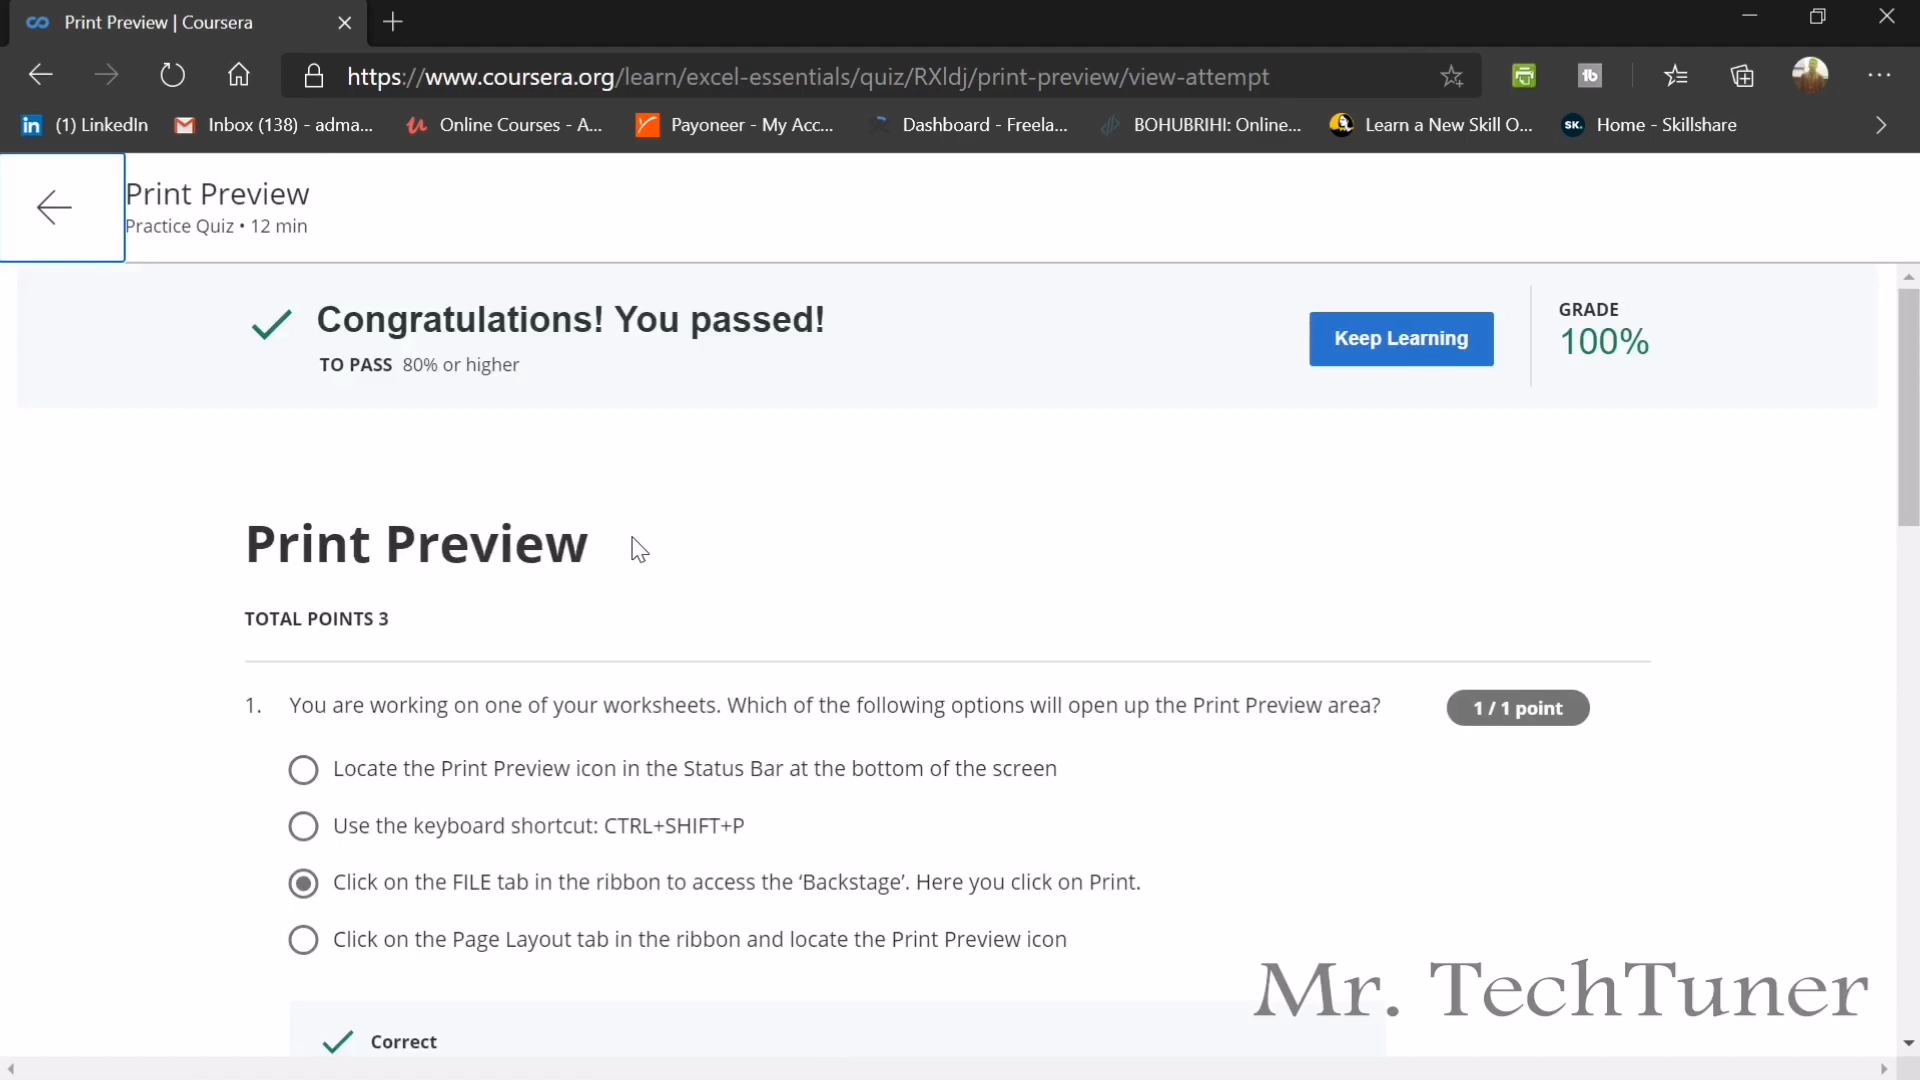 Print Preview | Coursera
https://www.coursera.org/learn/excel-essentials/quiz/RXldj/print-preview/view-attempt
(1) LinkedIn Inbox (138) - adma... Online Courses - A... Payoneer - My Acc... Dashboard - Freela... BOHUBRIHI: Online... Learn a New Skill O... SK. Home - Skillshare
Print Preview
Practice Quiz • 12 min
Congratulations! You passed!
TO PASS 80% or higher
Keep Learning
GRADE
100%
Print Preview
TOTAL POINTS 3
1. You are working on one of your worksheets. Which of the following options will open up the Print Preview area?
1 / 1 point
Locate the Print Preview icon in the Status Bar at the bottom of the screen
Use the keyboard shortcut: CTRL+SHIFT+P
Click on the FILE tab in the ribbon to access the ‘Backstage’. Here you click on Print.
Click on the Page Layout tab in the ribbon and locate the Print Preview icon
Mr. TechTuner
Correct